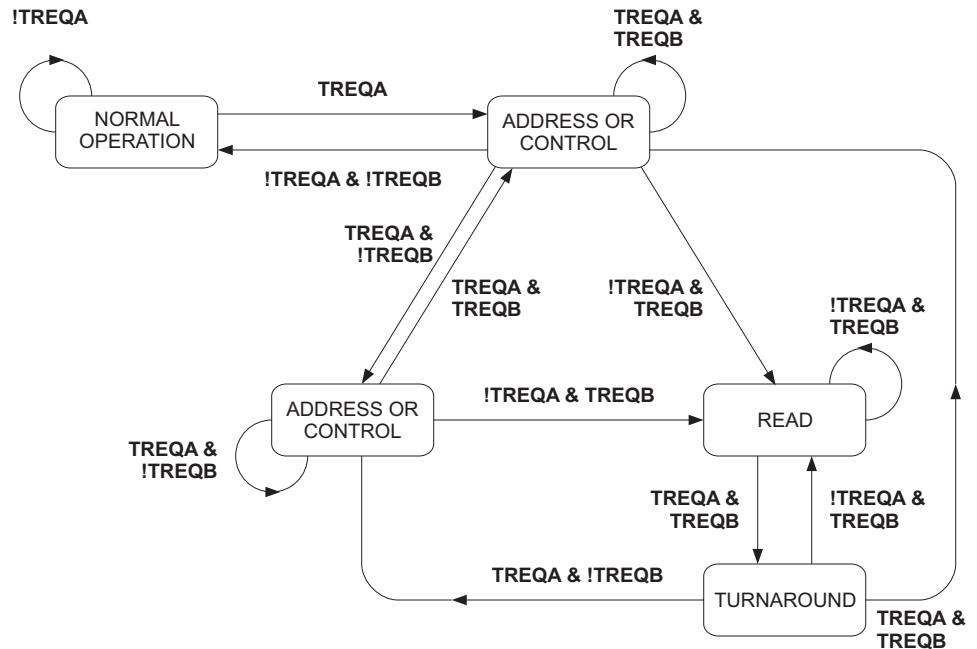 !TREQA
TREQA &
TREQB
TREQA
NORMAL
OPERATION
ADDRESS OR
CONTROL
!TREQA & !TREQB
TREQA &
!TREQB
TREQA &
TREQB
!TREQA &
TREQB
!TREQA &
TREQB
ADDRESS OR
CONTROL
!TREQA & TREQB
READ
TREQA &
!TREQB
TREQA &
TREQB
!TREQA &
TREQB
TREQA & !TREQB
TURNAROUND
TREQA &
TREQB